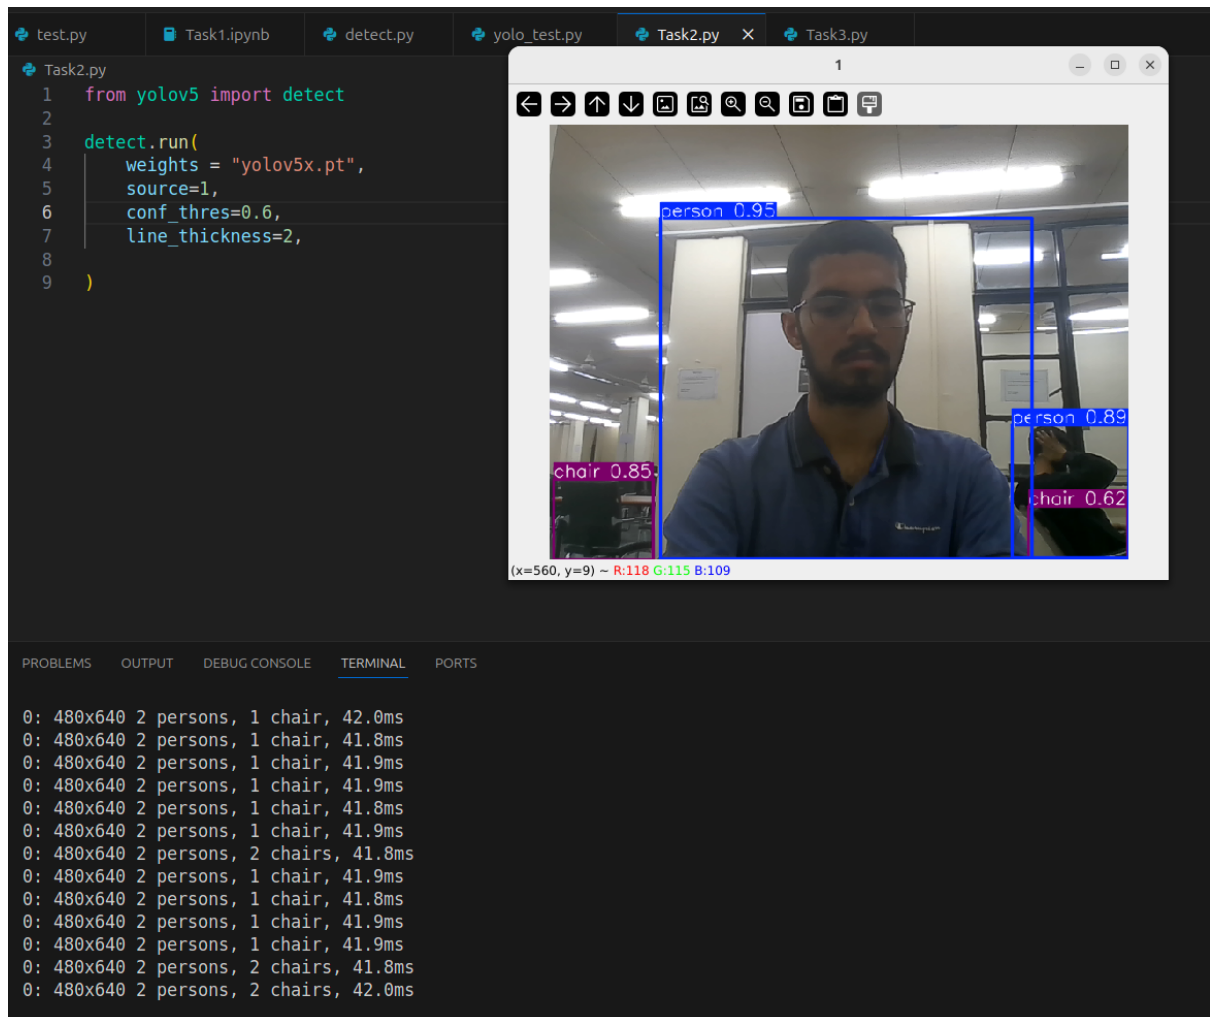 test.py
Task1.ipynb
detect.py
yolo_test.py
Task2.py
Task3.py
Task2.py
1 from yolov5 import detect
2
3 detect.run(
4 weights = "yolov5x.pt",
5 source=1,
6 conf_thres=0.6,
7 line_thickness=2,
8
9 )
1
person 0.95
person 0.89
chair 0.85
chair 0.62
Champion
(x=560, y=9) ~ R:118 G:115 B:109
PROBLEMS OUTPUT DEBUG CONSOLE TERMINAL PORTS
0: 480x640 2 persons, 1 chair, 42.0ms
0: 480x640 2 persons, 1 chair, 41.8ms
0: 480x640 2 persons, 1 chair, 41.9ms
0: 480x640 2 persons, 1 chair, 41.9ms
0: 480x640 2 persons, 1 chair, 41.8ms
0: 480x640 2 persons, 1 chair, 41.9ms
0: 480x640 2 persons, 2 chairs, 41.8ms
0: 480x640 2 persons, 1 chair, 41.9ms
0: 480x640 2 persons, 1 chair, 41.8ms
0: 480x640 2 persons, 1 chair, 41.9ms
0: 480x640 2 persons, 1 chair, 41.9ms
0: 480x640 2 persons, 2 chairs, 41.8ms
0: 480x640 2 persons, 2 chairs, 42.0ms